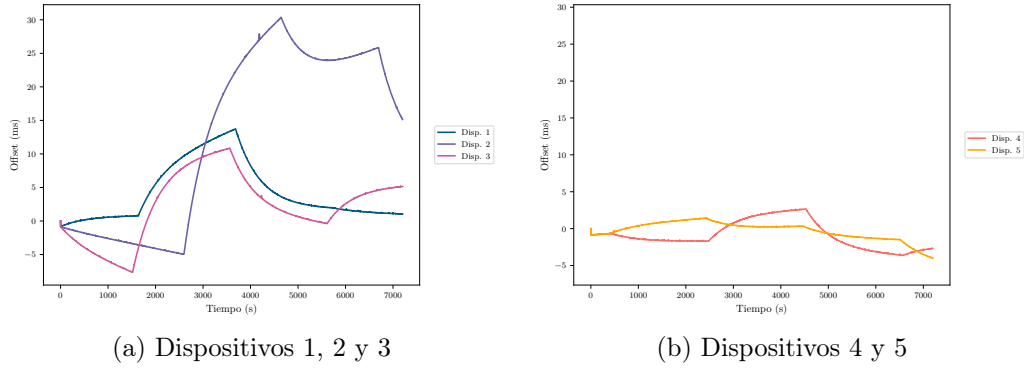 30
25
20
15
10
5
0
−5
Offset (ms)
0 1000 2000 3000 4000 5000 6000 7000
Tiempo (s)
Disp. 1
Disp. 2
Disp. 3
(a) Dispositivos 1, 2 y 3
30
25
20
15
10
5
0
−5
Offset (ms)
0 1000 2000 3000 4000 5000 6000 7000
Tiempo (s)
Disp. 4
Disp. 5
(b) Dispositivos 4 y 5